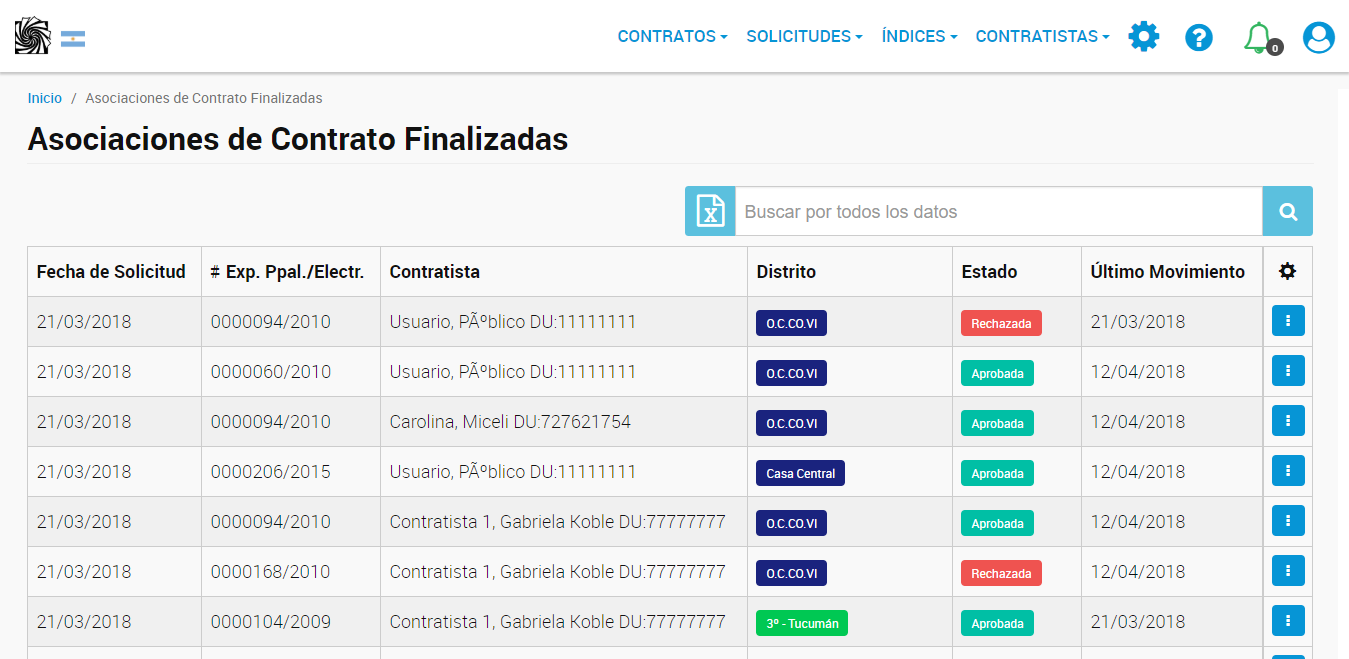 CONTRATOS SOLICITUDES ÍNDICES CONTRATISTAS ? 0
Inicio / Asociaciones de Contrato Finalizadas
Asociaciones de Contrato Finalizadas
X Buscar por todos los datos
Fecha de Solicitud # Exp. Ppal./Electr. Contratista Distrito Estado Último Movimiento
21/03/2018 0000094/2010 Usuario, PÃºblico DU:11111111 O.C.CO.VI Rechazada 21/03/2018
21/03/2018 0000060/2010 Usuario, PÃºblico DU:11111111 O.C.CO.VI Aprobada 12/04/2018
21/03/2018 0000094/2010 Carolina, Miceli DU:727621754 O.C.CO.VI Aprobada 12/04/2018
21/03/2018 0000206/2015 Usuario, PÃºblico DU:11111111 Casa Central Aprobada 12/04/2018
21/03/2018 0000094/2010 Contratista 1, Gabriela Koble DU:77777777 O.C.CO.VI Aprobada 12/04/2018
21/03/2018 0000168/2010 Contratista 1, Gabriela Koble DU:77777777 O.C.CO.VI Rechazada 12/04/2018
21/03/2018 0000104/2009 Contratista 1, Gabriela Koble DU:77777777 3º - Tucumán Aprobada 21/03/2018